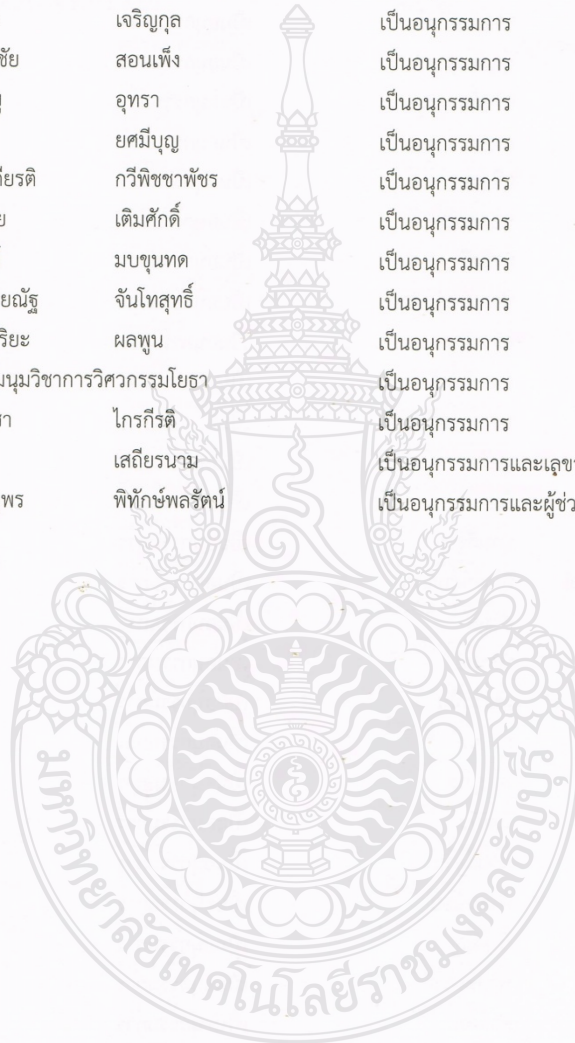 เจริญกุล เป็นอนุกรรมการ
ชัย สอนเพ็ง เป็นอนุกรรมการ
อุทรา เป็นอนุกรรมการ
ยศมีบุญ เป็นอนุกรรมการ
กียรติ กวีพิชชาพัชร เป็นอนุกรรมการ
ย เติมศักดิ์ เป็นอนุกรรมการ
มบขุนทด เป็นอนุกรรมการ
ยณัฐ จันโทสุทธิ์ เป็นอนุกรรมการ
ริยะ ผลพูน เป็นอนุกรรมการ
มนุมวิชาการวิศวกรรมโยธา เป็นอนุกรรมการ
ไกรกีรติ เป็นอนุกรรมการ
เสถียรนาม เป็นอนุกรรมการและเลขา
พร พิทักษ์พลรัตน์ เป็นอนุกรรมการและผู้ช่ว
มหาวิทยาลัยเทคโนโลยีราชมงคลธัญบุรี